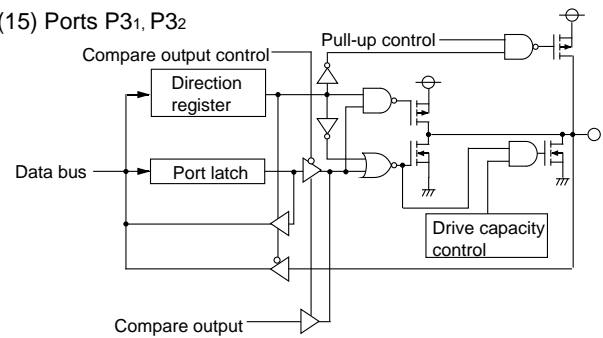 (15) Ports P31, P32
Pull-up control
Compare output control
Direction
register
Data bus
Port latch
Drive capacity
control
Compare output